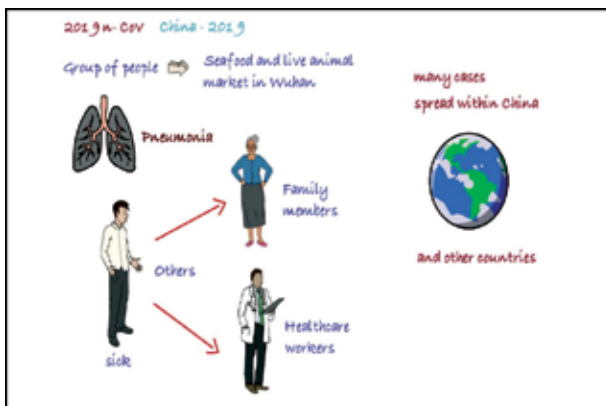 2019 n-Cov China - 2019
Group of people Seafood and live animal
market in Wuhan
Pneumonia
Family
members
Others
Healthcare
workers
sick
many cases
spread within China
and other countries